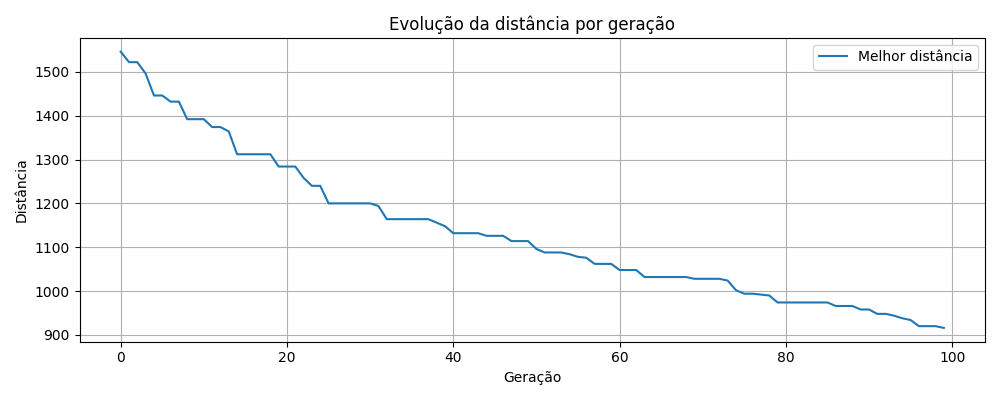 Evolução da distância por geração
Melhor distância
Distância
1500
1400
1300
1200
1100
1000
900
0 20 40 60 80 100
Geração